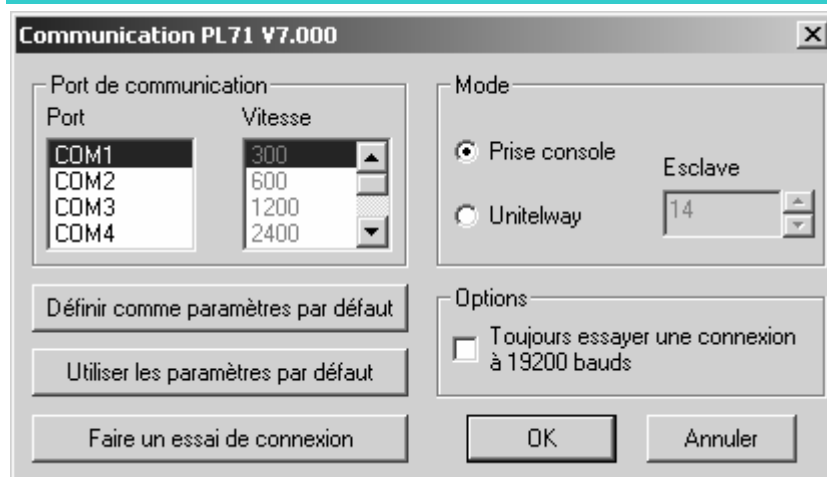 Communication PL71 V7.000
Port de communication
Port
Vitesse
COM1
COM2
COM3
COM4
300
600
1200
2400
Définir comme paramètres par défaut
Utiliser les paramètres par défaut
Faire un essai de connexion
Mode
Prise console
Unitelway
Esclave
14
Options
Toujours essayer une connexion
à 19200 bauds
OK
Annuler